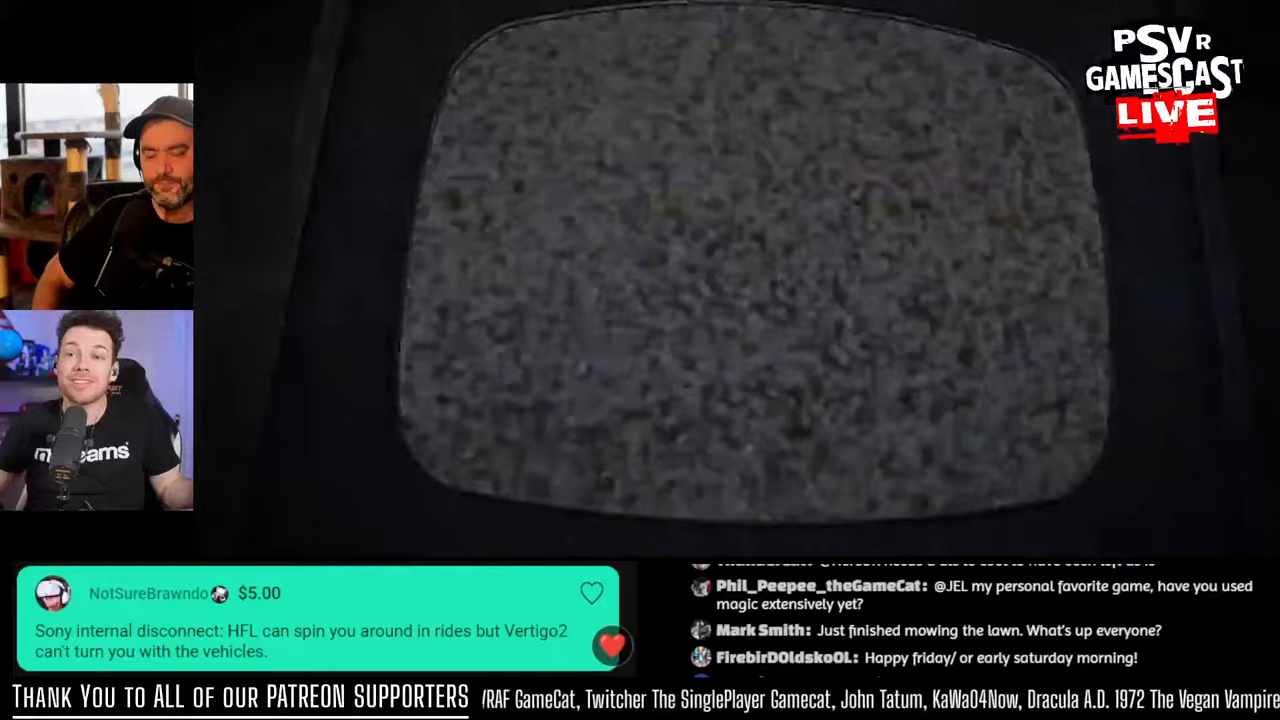 PSVR
GAMESCAST
LIVE
NotSureBrawndo $5.00
Sony internal disconnect: HFL can spin you around in rides but Vertigo2
can't turn you with the vehicles.
Phil_Peepee_theGameCat: @JEL my personal favorite game, have you used
magic extensively yet?
Mark Smith: Just finished mowing the lawn. What's up everyone?
FirebirDOldskoOL: Happy friday/ or early saturday morning!
THANK YOU TO ALL OF OUR PATREON SUPPORTERS
/RAF GameCat, Twitcher The SinglePlayer Gamecat, John Tatum, KaWa04Now, Dracula A.D. 1972 The Vegan Vampire